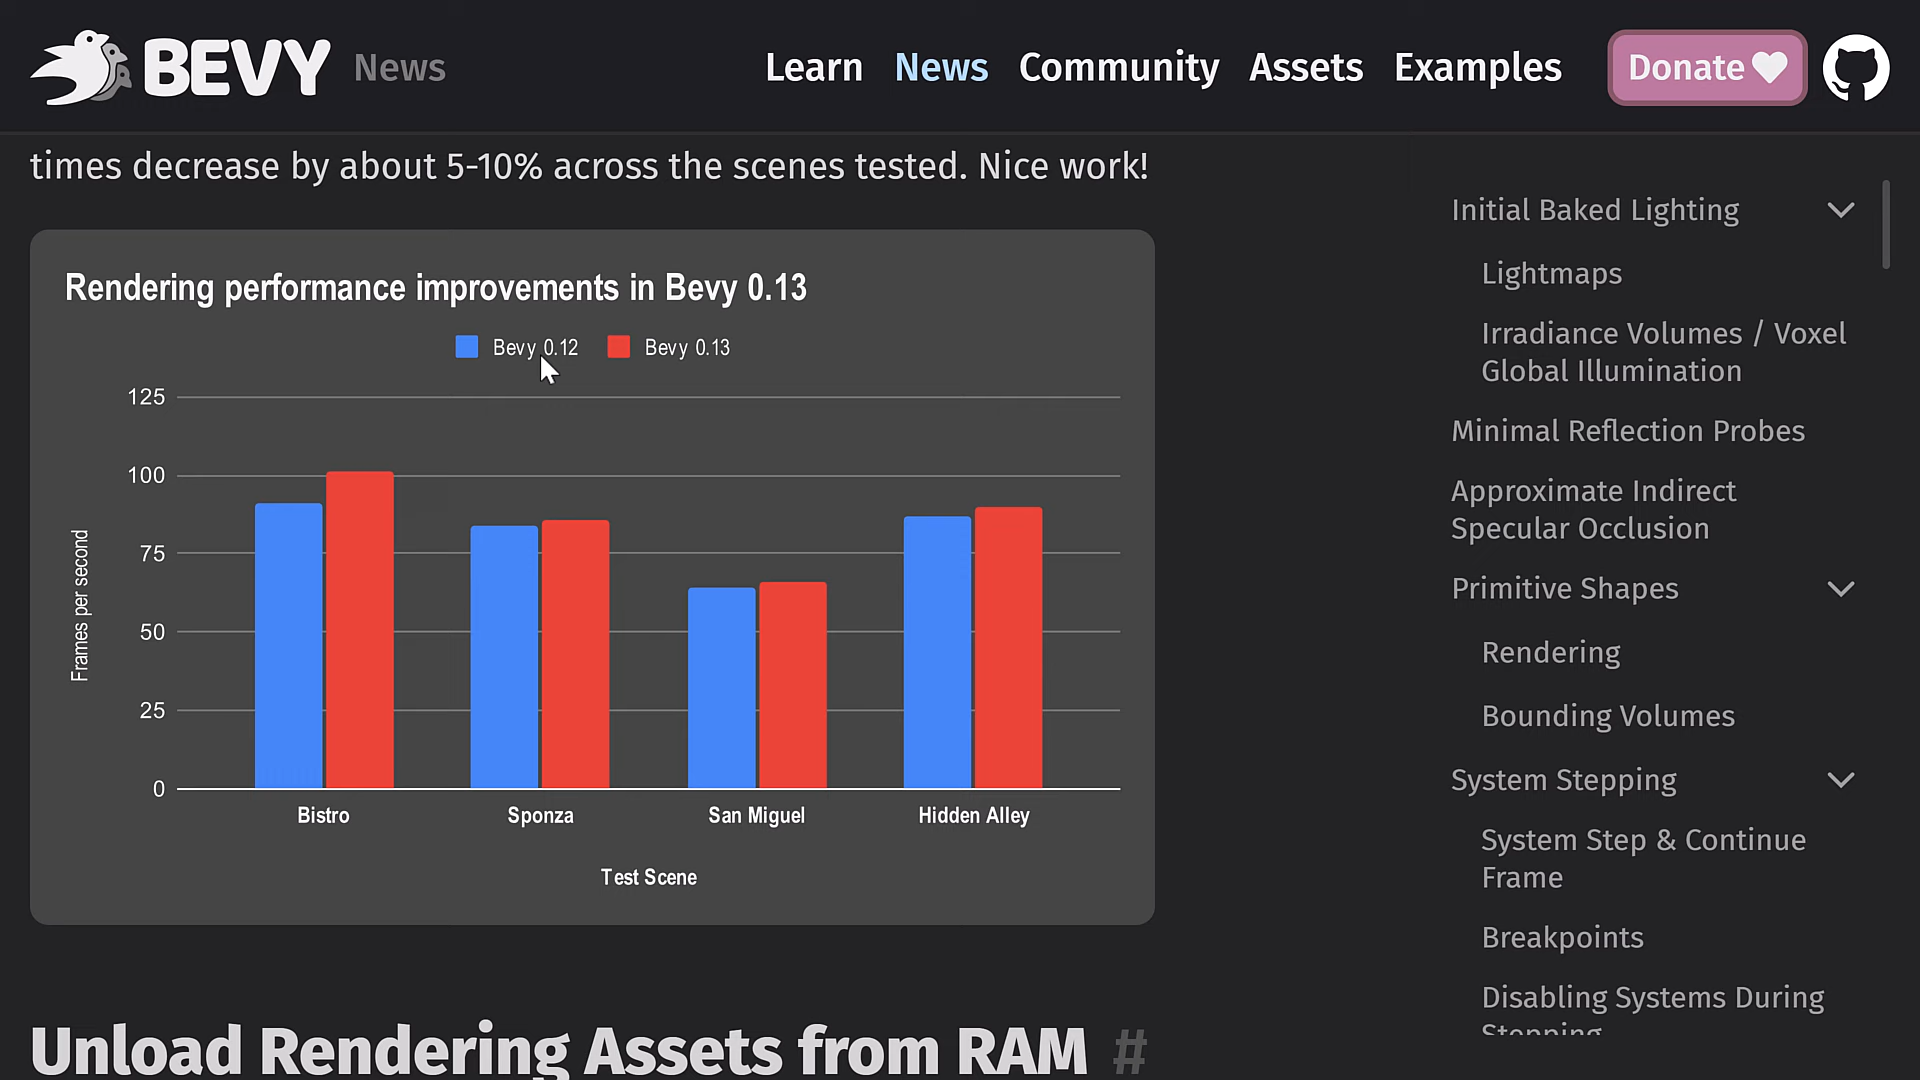 BEVY News Learn News Community Assets Examples Donate
times decrease by about 5-10% across the scenes tested. Nice work!
Rendering performance improvements in Bevy 0.13
Bevy 0.12 Bevy 0.13
125
100
75
50
25
0
Frames per second
Bistro Sponza San Miguel Hidden Alley
Test Scene
Unload Rendering Assets from RAM #
Initial Baked Lighting
Lightmaps
Irradiance Volumes / Voxel
Global Illumination
Minimal Reflection Probes
Approximate Indirect
Specular Occlusion
Primitive Shapes
Rendering
Bounding Volumes
System Stepping
System Step & Continue
Frame
Breakpoints
Disabling Systems During
Stepping